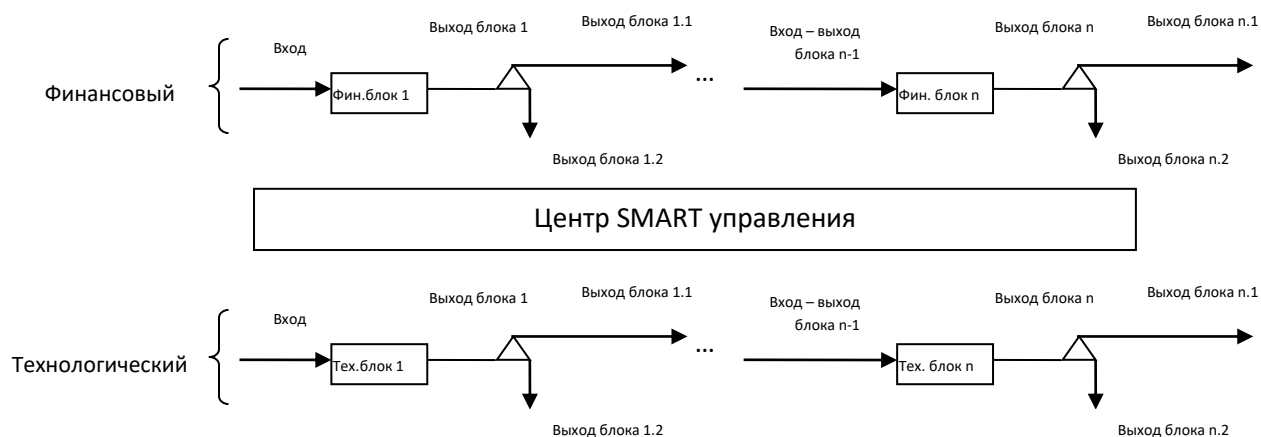 Выход блока 1
Выход блока 1.1
Вход – выход
блока n-1
Выход блока n
Выход блока n.1
Вход
Финансовый
Фин.блок 1
...
Фин. блок n
Выход блока 1.2
Выход блока n.2
Центр SMART управления
Выход блока 1
Выход блока 1.1
Вход – выход
блока n-1
Выход блока n
Выход блока n.1
Вход
Технологический
Тех.блок 1
...
Тех. блок n
Выход блока 1.2
Выход блока n.2